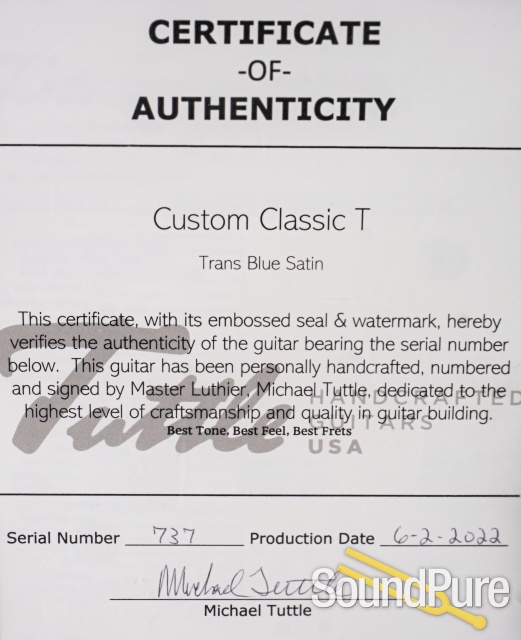 CERTIFICATE
-OF-
AUTHENTICITY
Custom Classic T
Trans Blue Satin
This certificate, with its embossed seal & watermark, hereby
verifies the authenticity of the guitar bearing the serial number
below. This guitar has been personally handcrafted, numbered
and signed by Master Luthier, Michael Tuttle, dedicated to the
highest level of craftsmanship and quality in guitar building.
Best Tone, Best Feel, Best Frets
Tuttle
HANDCRAFTED
GUITARS
USA
Serial Number 737 Production Date 6-2-2022
Michael Tuttle
Michael Tuttle
SoundPure